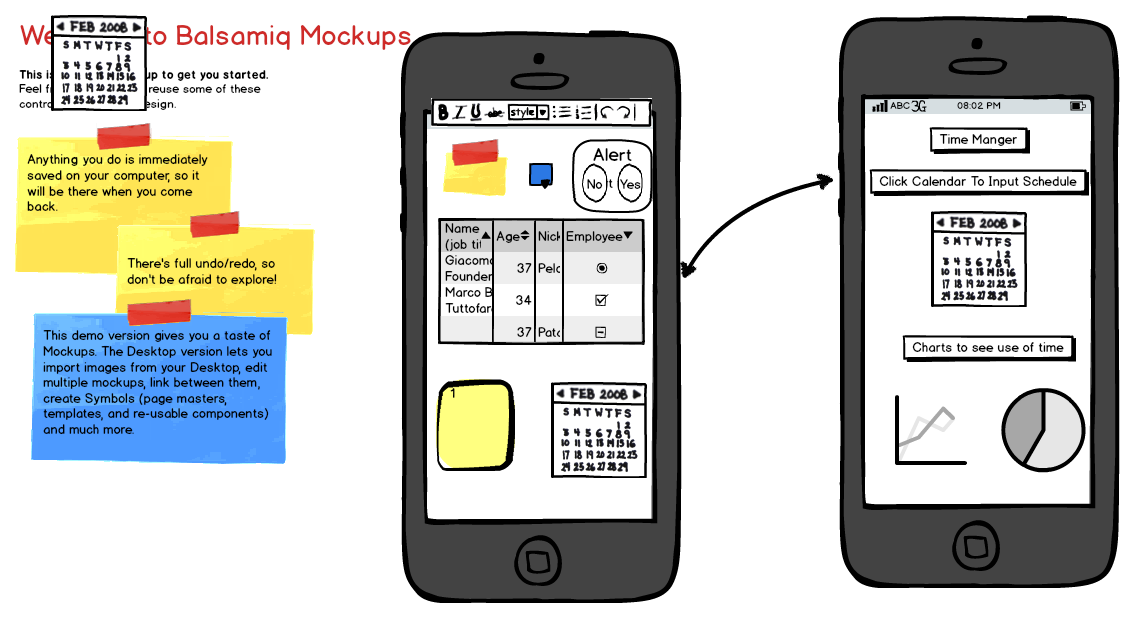 We to Balsamiq Mockups
FEB 2008
S M T W T F S
1 2
3 4 5 6 7 8 9
10 11 12 13 14 15 16
17 18 19 20 21 22 23
24 25 26 27 28 29
This is up to get you started.
Feel fr reuse some of these
contro design.
Anything you do is immediately
saved on your computer, so it
will be there when you come
back.
There's full undo/redo, so
don't be afraid to explore!
This demo version gives you a taste of
Mockups. The Desktop version lets you
import images from your Desktop, edit
multiple mockups, link between them,
create Symbols (page masters,
templates, and re-usable components)
and much more.
B I U abc style
Alert
No t Yes
Name Age Nick Employee
(job tit
Giacomo 37 Peld
Founder
Marco B 34
Tuttofar
37 Pata
1
FEB 2008
S M T W T F S
1 2
3 4 5 6 7 8 9
10 11 12 13 14 15 16
17 18 19 20 21 22 23
24 25 26 27 28 29
ABC 3G 08:02 PM
Time Manger
Click Calendar To Input Schedule
FEB 2008
S M T W T F S
1 2
3 4 5 6 7 8 9
10 11 12 13 14 15 16
17 18 19 20 21 22 23
24 25 26 27 28 29
Charts to see use of time